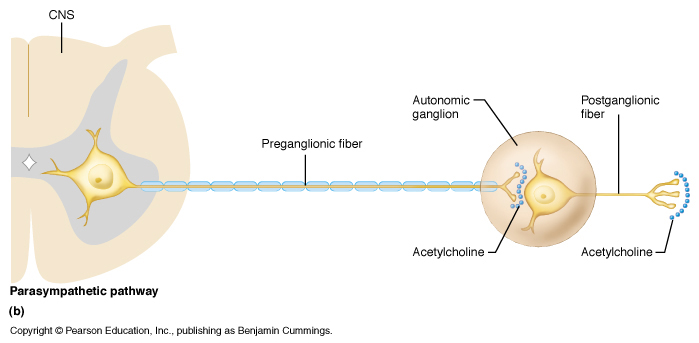 CNS
Autonomic
ganglion
Postganglionic
fiber
Preganglionic fiber
Acetylcholine
Acetylcholine
Parasympathetic pathway
(b)
Copyright © Pearson Education, Inc., publishing as Benjamin Cummings.